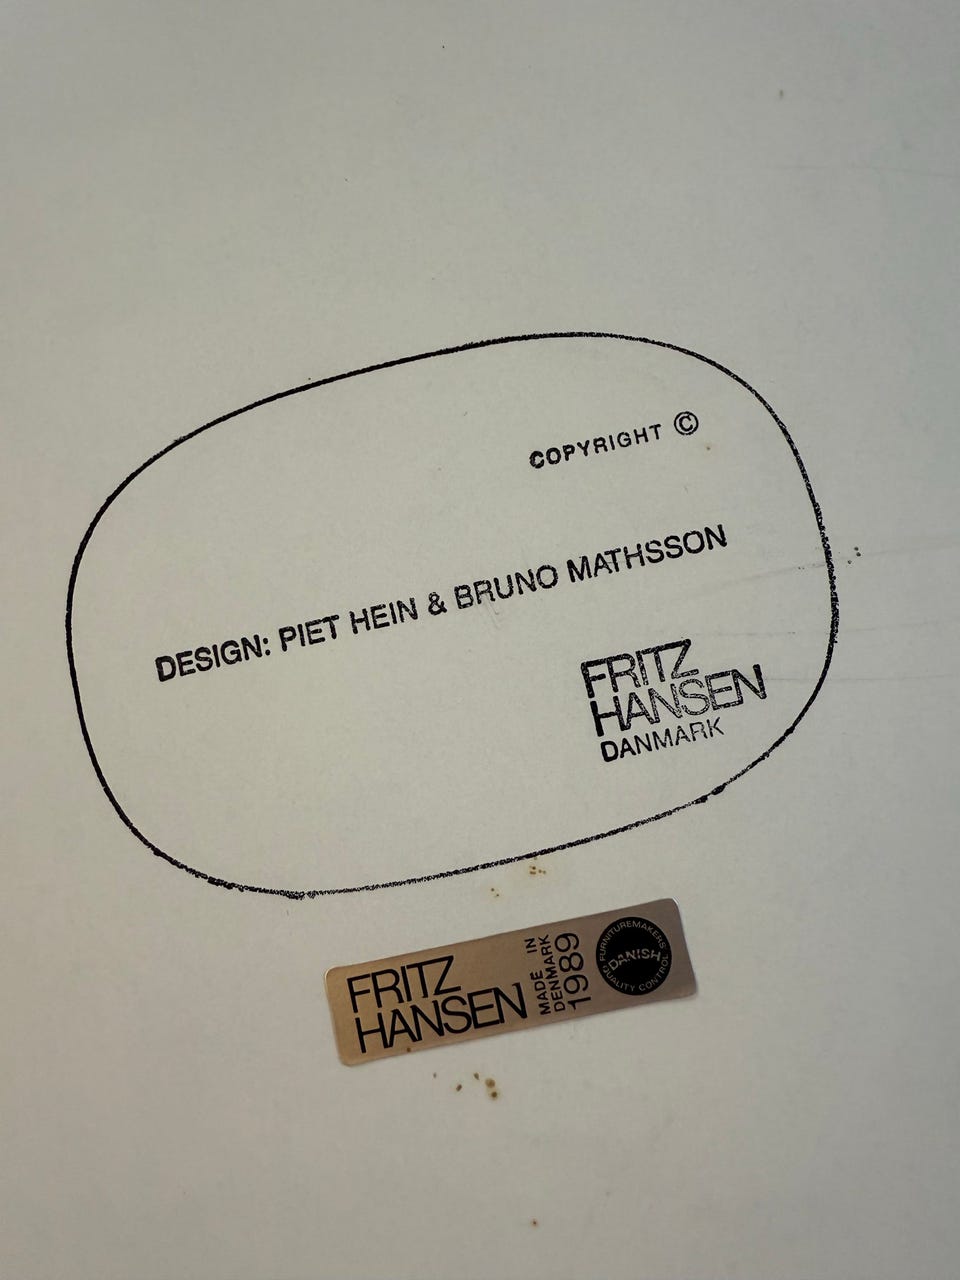 COPYRIGHT ©
DESIGN: PIET HEIN & BRUNO MATHSSON
FRITZ
HANSEN
DANMARK
FRITZ
HANSEN
MADE IN
DENMARK
1989
FURNITUREMAKERS
DANISH
QUALITY CONTROL